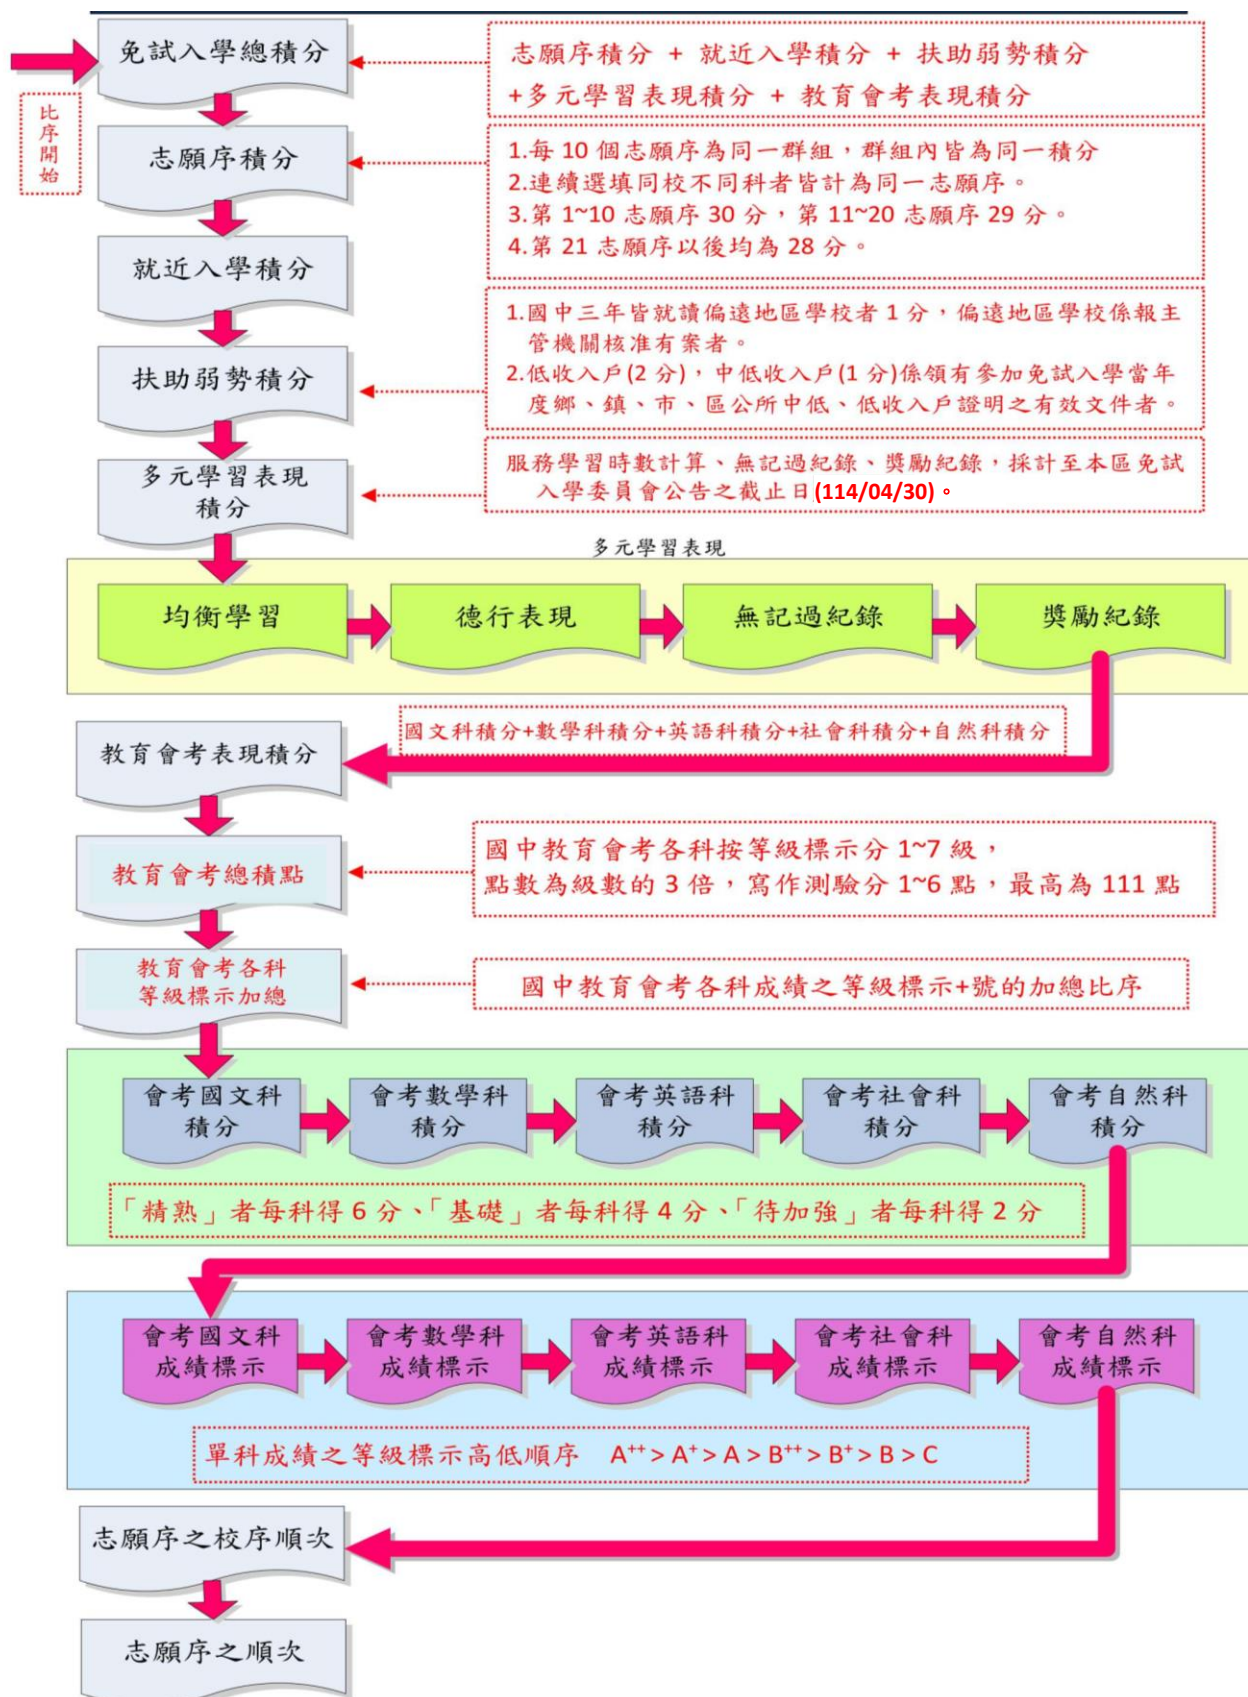 比序開始
免試入學總積分
志願序積分 + 就近入學積分 + 扶助弱勢積分
+多元學習表現積分 + 教育會考表現積分
志願序積分
1.每 10 個志願序為同一群組，群組內皆為同一積分
2.連續選填同校不同科者皆計為同一志願序。
3.第 1~10 志願序 30 分，第 11~20 志願序 29 分。
4.第 21 志願序以後均為 28 分。
就近入學積分
扶助弱勢積分
1.國中三年皆就讀偏遠地區學校者 1 分，偏遠地區學校係報主
管機關核准有案者。
2.低收入戶(2 分)，中低收入戶(1 分)係領有參加免試入學當年
度鄉、鎮、市、區公所中低、低收入戶證明之有效文件者。
多元學習表現
積分
服務學習時數計算、無記過紀錄、獎勵紀錄，採計至本區免試
入學委員會公告之截止日(114/04/30)。
多元學習表現
均衡學習
德行表現
無記過紀錄
獎勵紀錄
國文科積分+數學科積分+英語科積分+社會科積分+自然科積分
教育會考表現積分
教育會考總積點
國中教育會考各科按等級標示分 1~7 級，
點數為級數的 3 倍，寫作測驗分 1~6 點，最高為 111 點
教育會考各科
等級標示加總
國中教育會考各科成績之等級標示+號的加總比序
會考國文科
積分
會考數學科
積分
會考英語科
積分
會考社會科
積分
會考自然科
積分
「精熟」者每科得 6 分、「基礎」者每科得 4 分、「待加強」者每科得 2 分
會考國文科
成績標示
會考數學科
成績標示
會考英語科
成績標示
會考社會科
成績標示
會考自然科
成績標示
單科成績之等級標示高低順序 A⁺⁺ > A⁺ > A > B⁺⁺ > B⁺ > B > C
志願序之校序順次
志願序之順次